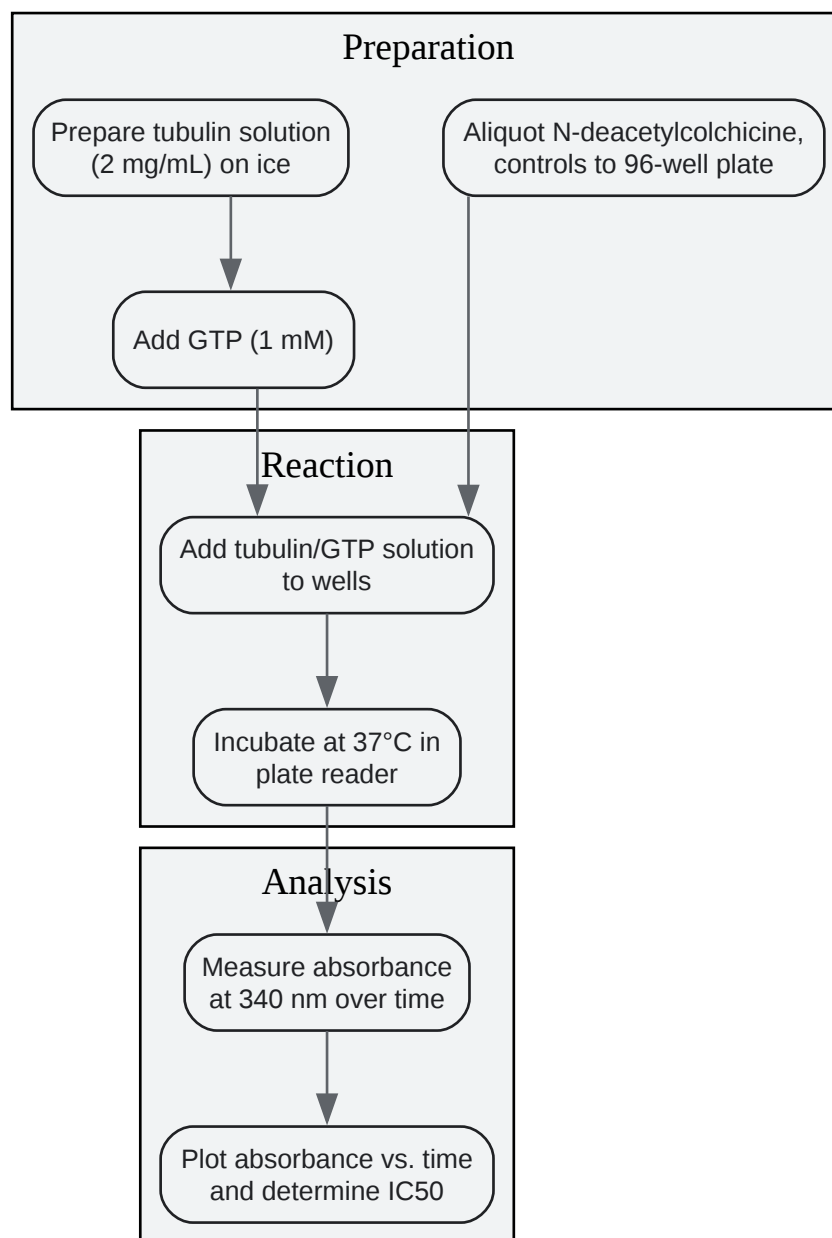 Preparation
Prepare tubulin solution
(2 mg/mL) on ice
Aliquot N-deacetylcolchicine,
controls to 96-well plate
Add GTP (1 mM)
Reaction
Add tubulin/GTP solution
to wells
Incubate at 37°C in
plate reader
Analysis
Measure absorbance
at 340 nm over time
Plot absorbance vs. time
and determine IC50